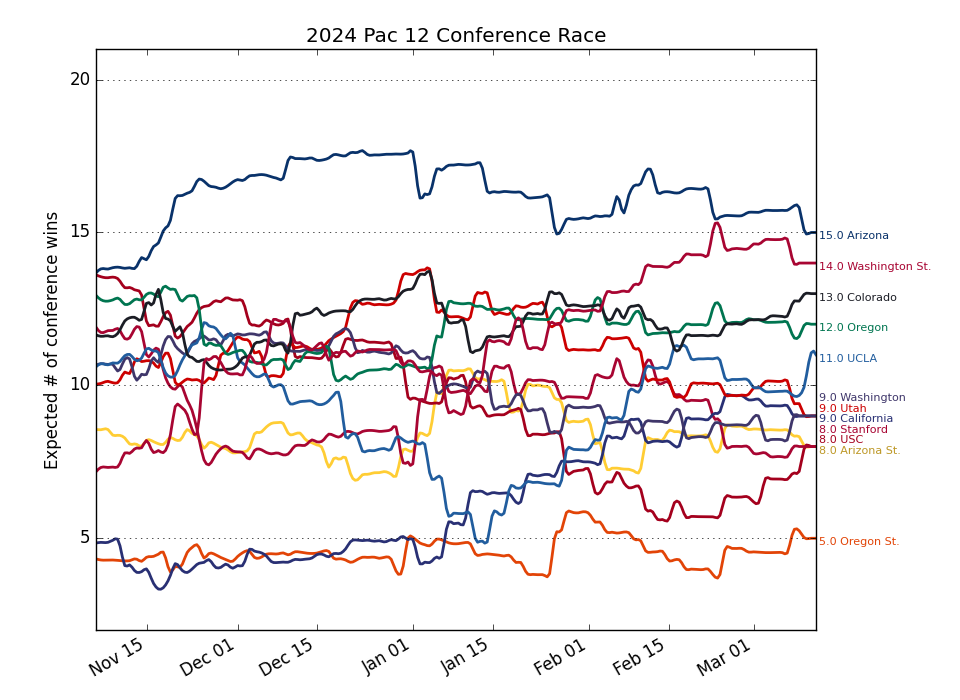 2024 Pac 12 Conference Race
Expected # of conference wins
20
15
10
5
15.0 Arizona
14.0 Washington St.
13.0 Colorado
12.0 Oregon
11.0 UCLA
9.0 Washington
9.0 Utah
9.0 California
8.0 Stanford
8.0 USC
8.0 Arizona St.
5.0 Oregon St.
Nov 15
Dec 01
Dec 15
Jan 01
Jan 15
Feb 01
Feb 15
Mar 01